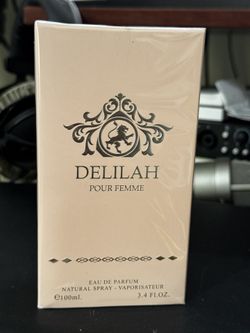 DELILAH
POUR FEMME
EAU DE PARFUM
NATURAL SPRAY - VAPORISATEUR
℮100mL 3.4 FL.OZ.